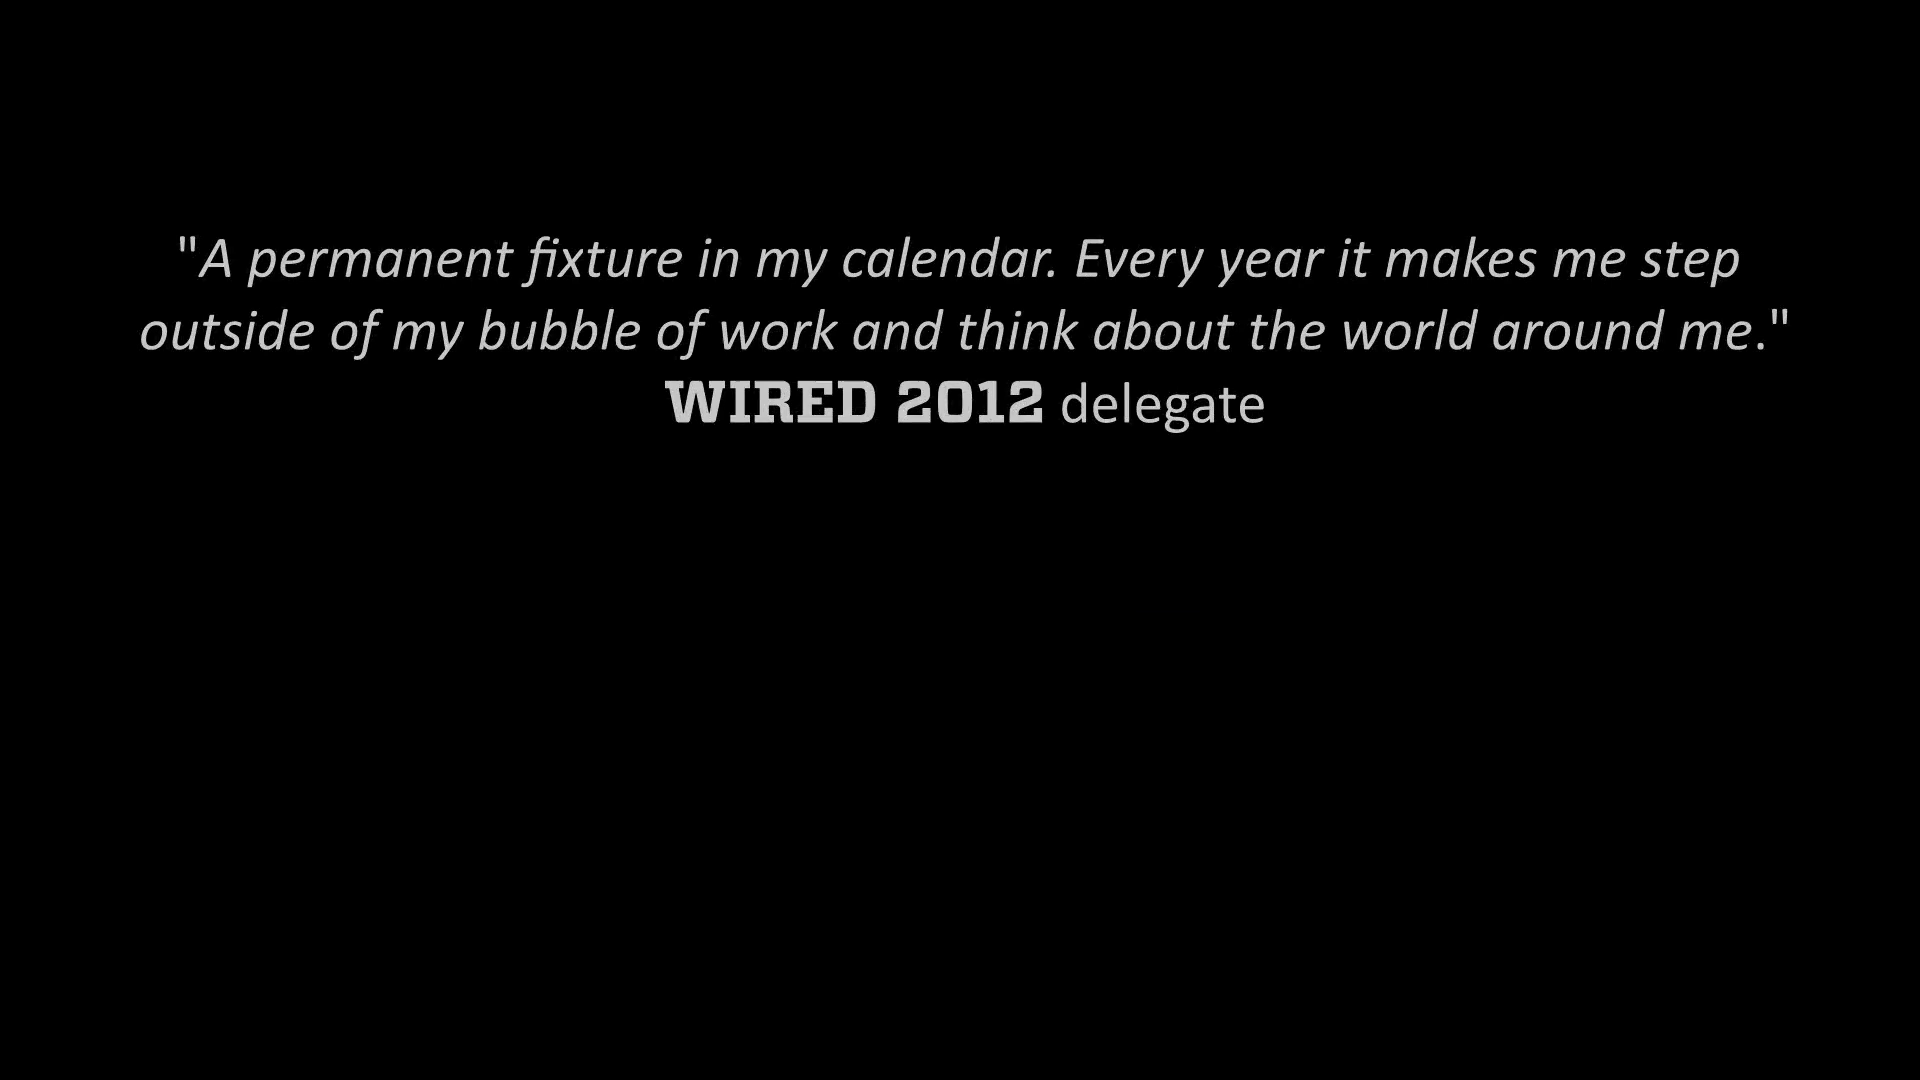 "A permanent fixture in my calendar. Every year it makes me step
outside of my bubble of work and think about the world around me."
WIRED 2012 delegate